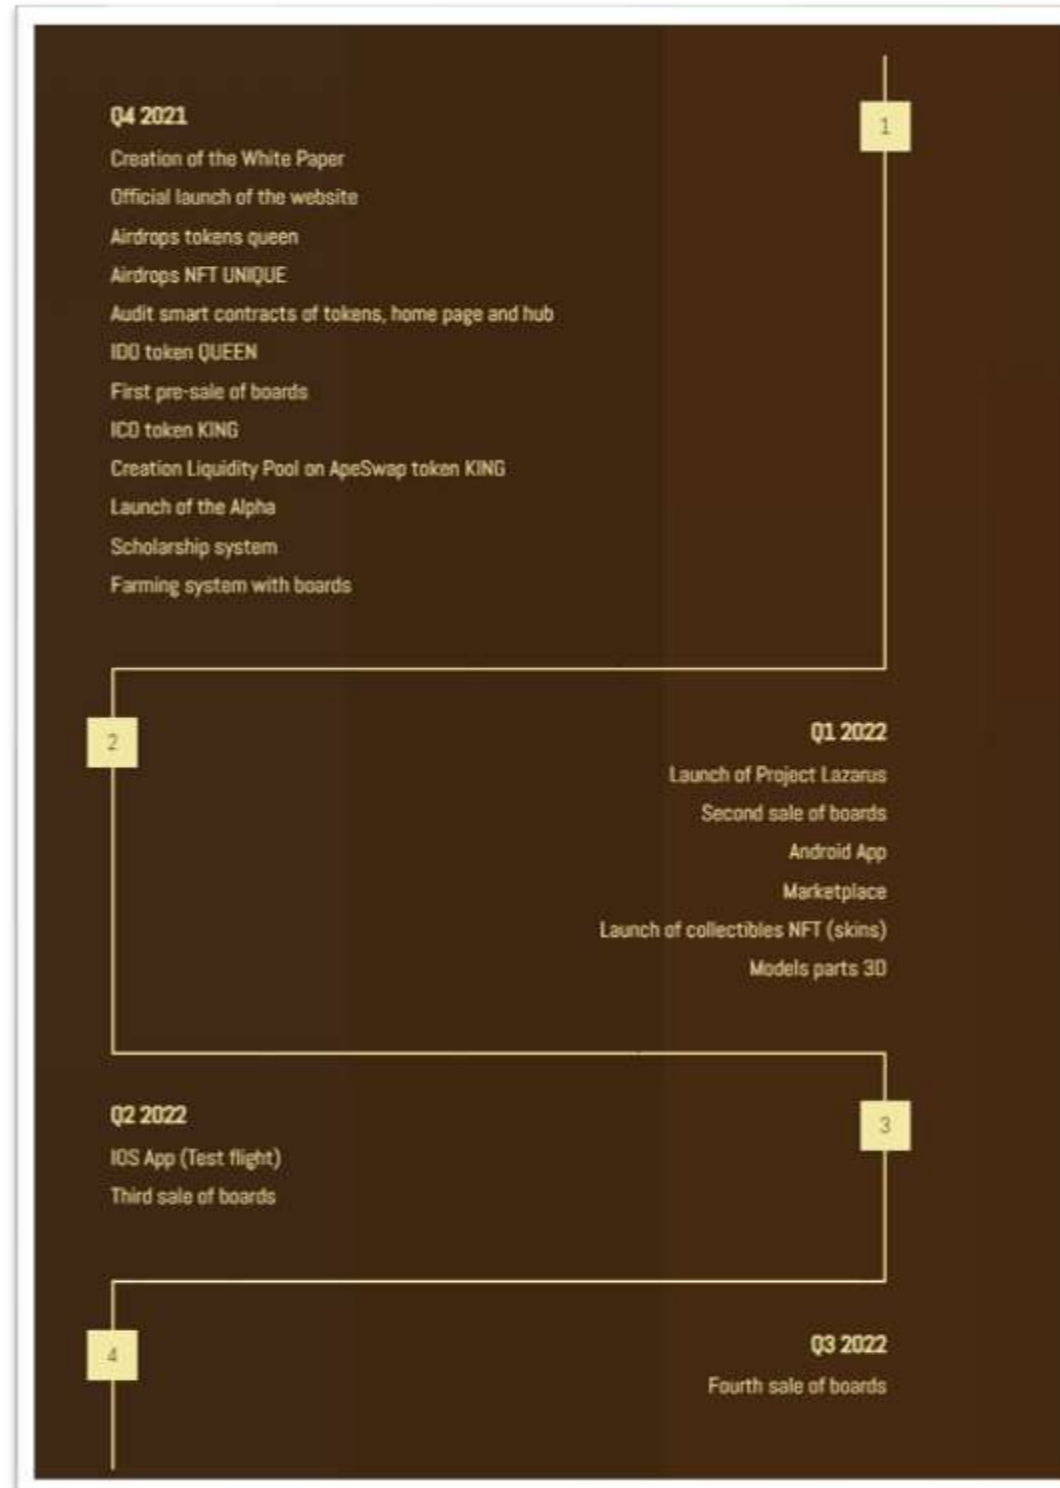 Q4 2021
1
Creation of the White Paper
Official launch of the website
Airdrops tokens queen
Airdrops NFT UNIQUE
Audit smart contracts of tokens, home page and hub
IDO token QUEEN
First pre-sale of boards
ICO token KING
Creation Liquidity Pool on ApeSwap token KING
Launch of the Alpha
Scholarship system
Farming system with boards
2
Q1 2022
Launch of Project Lazarus
Second sale of boards
Android App
Marketplace
Launch of collectibles NFT (skins)
Models parts 3D
Q2 2022
3
IOS App (Test flight)
Third sale of boards
4
Q3 2022
Fourth sale of boards